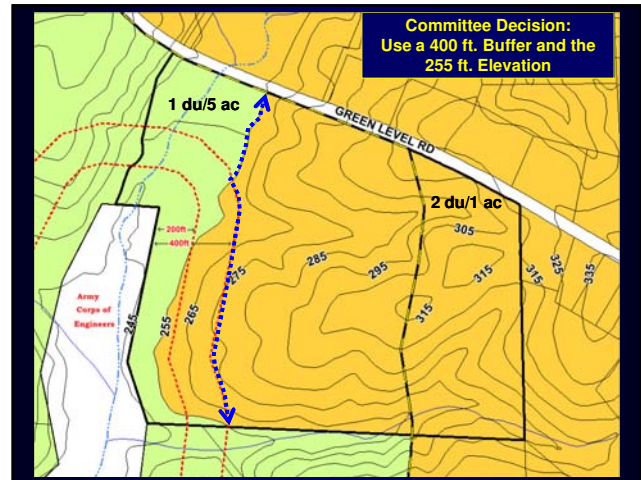 Committee Decision:
Use a 400 ft. Buffer and the
255 ft. Elevation
1 du/5 ac
GREEN LEVEL RD
2 du/1 ac
305
200ft
400ft
285
275
295
315
315
325
335
315
265
255
245
Army
Corps of
Engineers